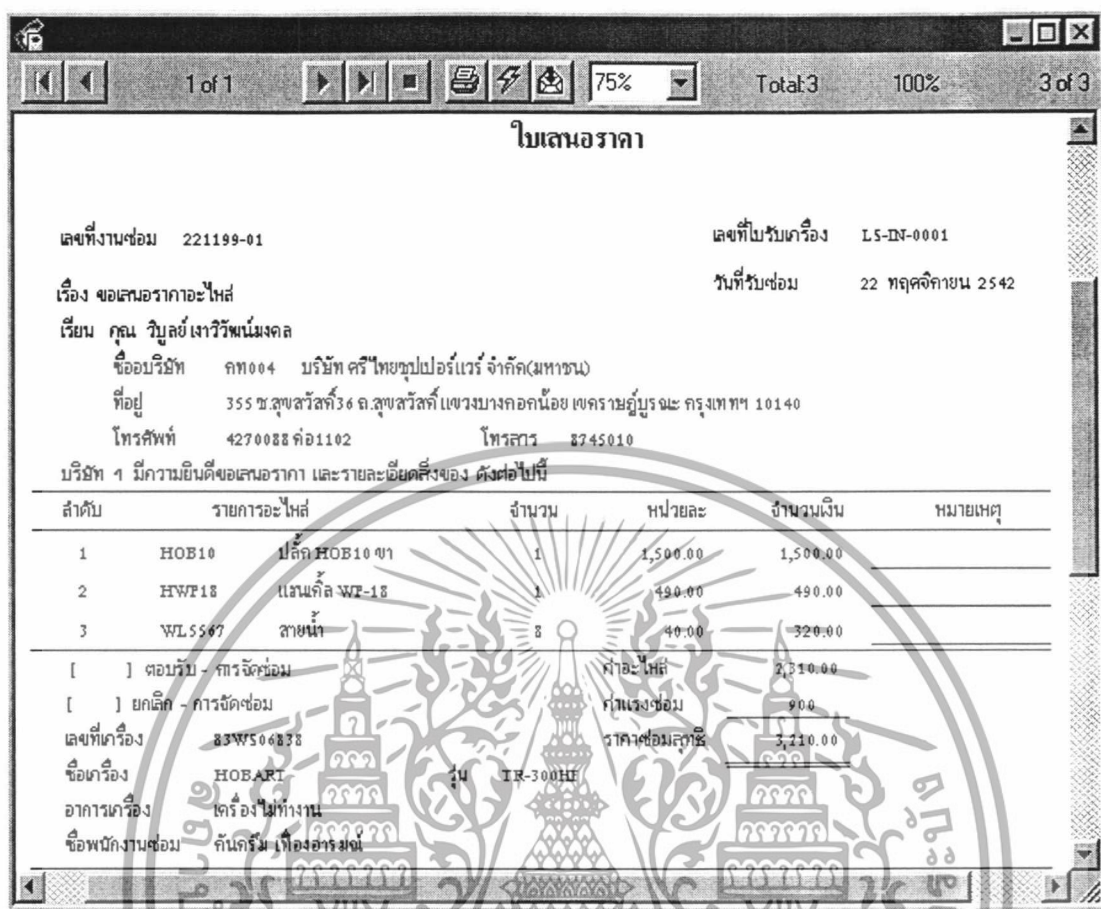 1 of 1 75% Total:3 100% 3 of 3
ใบเสนอราคา
เลขที่งานซ่อม 221199-01 เลขที่ใบรับเครื่อง LS-IN-0001
วันที่รับซ่อม 22 พฤศจิกายน 2542
เรื่อง ขอเสนอราคาอะไหล่
เรียน คุณ วิบูลย์ เงาวิวัฒน์มงคล
ชื่ออบริษัท คท004 บริษัท ศรีไทยซุปเปอร์แวร์ จำกัด(มหาชน)
ที่อยู่ 355 ซ.สุขสวัสดิ์36 ถ.สุขสวัสดิ์ แขวงบางกอกน้อย เขตราษฎ์บูรณะ กรุงเทพฯ 10140
โทรศัพท์ 4270088 ต่อ1102 โทรสาร 8745010
บริษัท ฯ มีความยินดีขอเสนอราคา และรายละเอียดสิ่งของ ดังต่อไปนี้
ลำดับ รายการอะไหล่ จำนวน หน่วยละ จำนวนเงิน หมายเหตุ
1 HOB10 ปลั๊ก HOB10 ขา 1 1,500.00 1,500.00
2 HWP18 แฮนเดิ้ล WP-18 1 490.00 490.00
3 WL5567 สายน้ำ 8 40.00 320.00
[ ] ตอบรับ - การจัดซ่อม ค่าอะไหล่ 2,310.00
[ ] ยกเลิก - การจัดซ่อม ค่าแรงซ่อม 900
เลขที่เครื่อง 83WS06838 ราคาซ่อมสุทธิ 3,210.00
ชื่อเครื่อง HOBART รุ่น TR-300HF
อาการเครื่อง เครื่องไม่ทำงาน
ชื่อพนักงานซ่อม กันตริ่ม เฟื่องอารมณ์